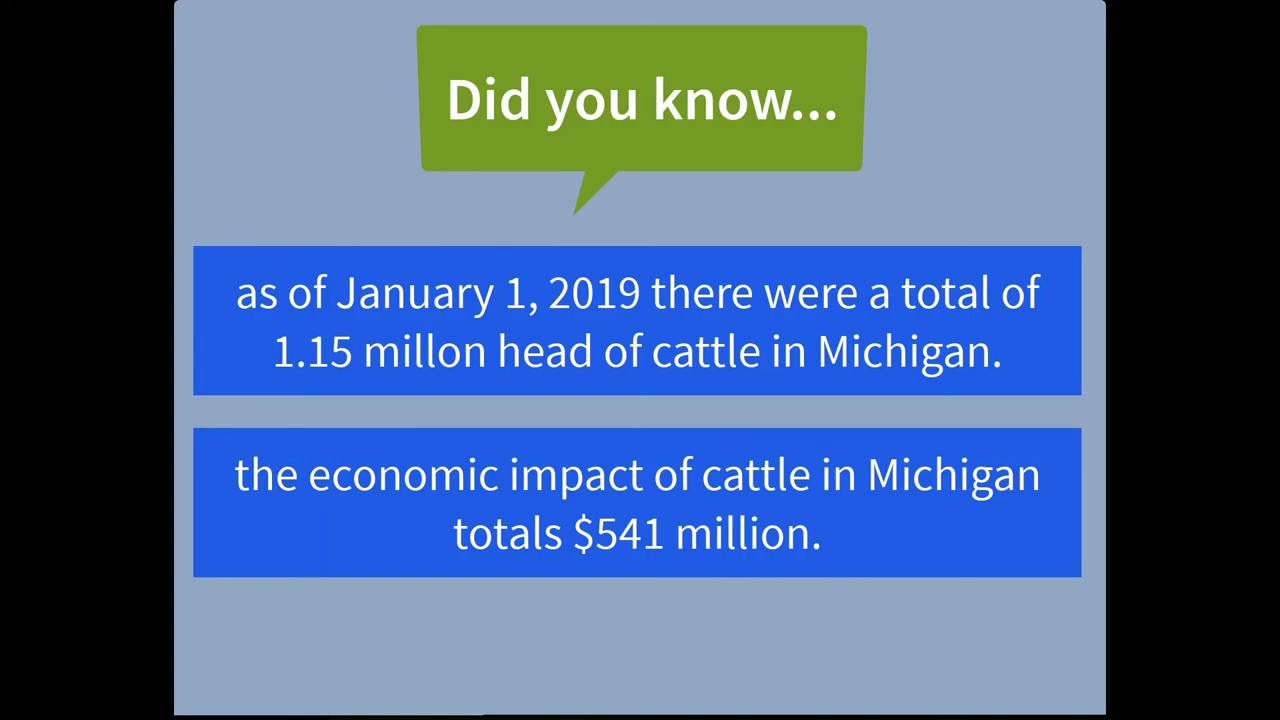 Did you know...
as of January 1, 2019 there were a total of
1.15 millon head of cattle in Michigan.
the economic impact of cattle in Michigan
totals $541 million.